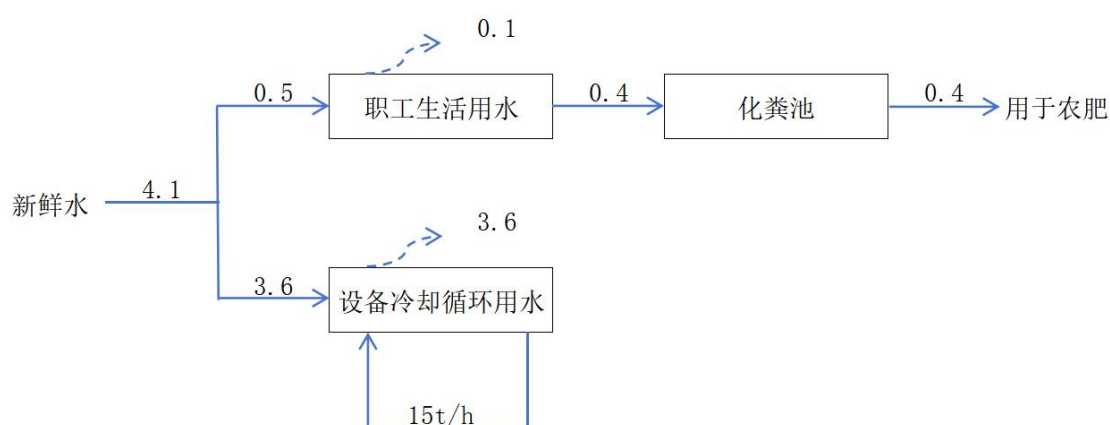 0.1
0.5
职工生活用水
0.4
化粪池
0.4
用于农肥
新鲜水
4.1
3.6
3.6
设备冷却循环用水
15t/h